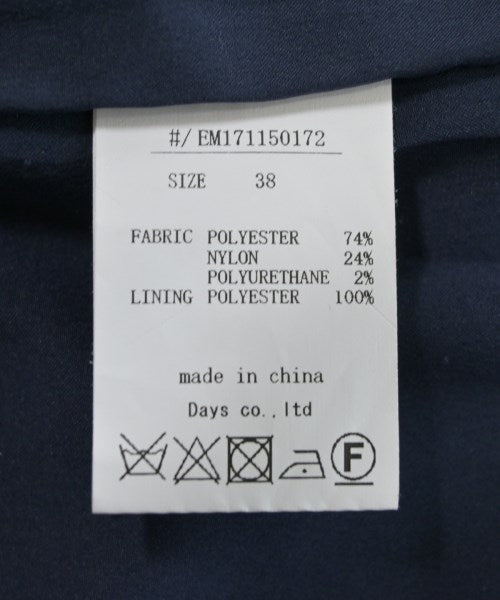 #/EM171150172
SIZE 38
FABRIC POLYESTER 74%
NYLON 24%
POLYURETHANE 2%
LINING POLYESTER 100%
made in china
Days co.,ltd
F